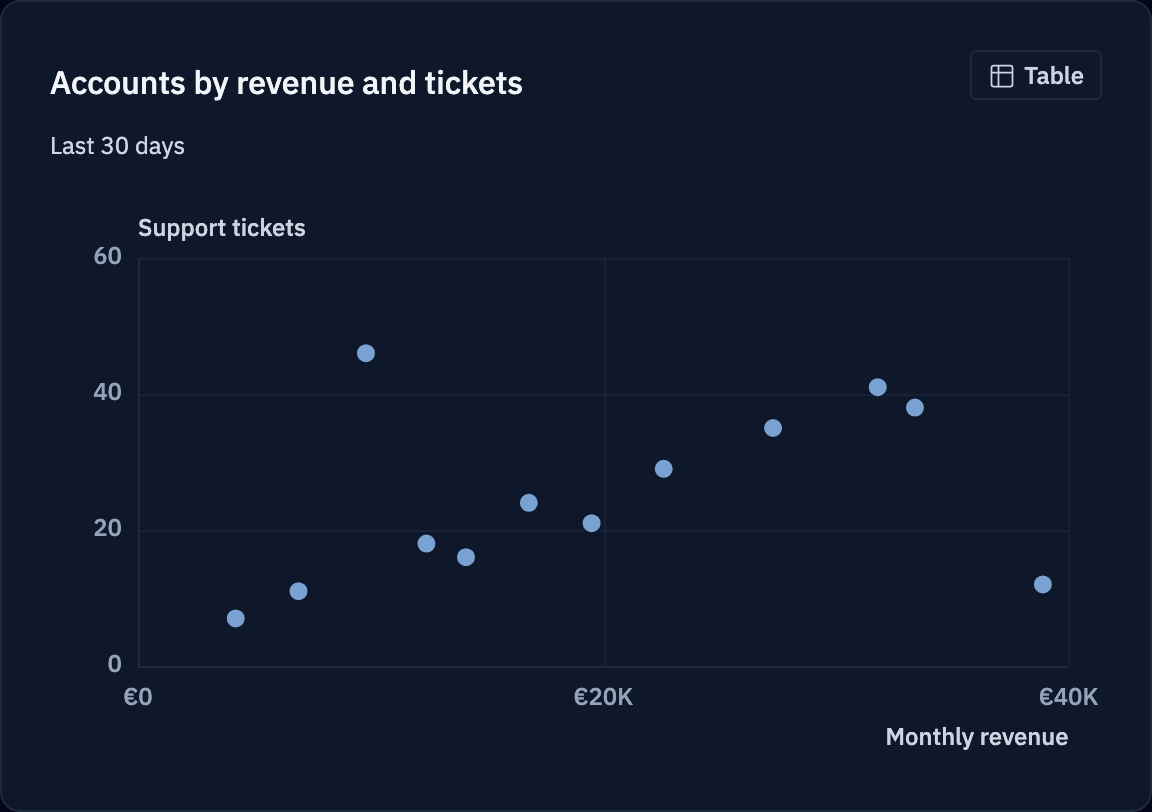 Accounts by revenue and tickets
Table
Last 30 days
Support tickets
60
40
20
0
€0
€20K
€40K
Monthly revenue